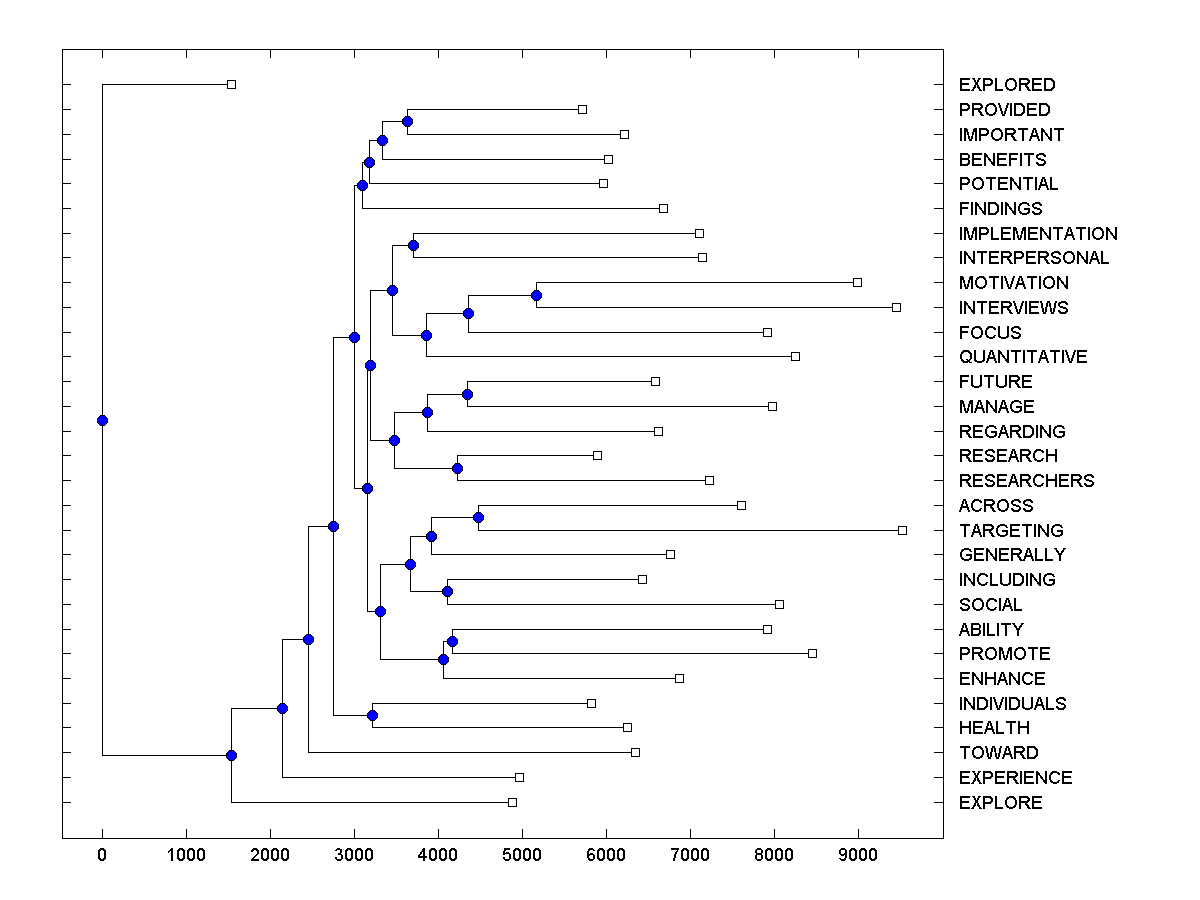 EXPLORED
PROVIDED
IMPORTANT
BENEFITS
POTENTIAL
FINDINGS
IMPLEMENTATION
INTERPERSONAL
MOTIVATION
INTERVIEWS
FOCUS
QUANTITATIVE
FUTURE
MANAGE
REGARDING
RESEARCH
RESEARCHERS
ACROSS
TARGETING
GENERALLY
INCLUDING
SOCIAL
ABILITY
PROMOTE
ENHANCE
INDIVIDUALS
HEALTH
TOWARD
EXPERIENCE
EXPLORE
0 1000 2000 3000 4000 5000 6000 7000 8000 9000